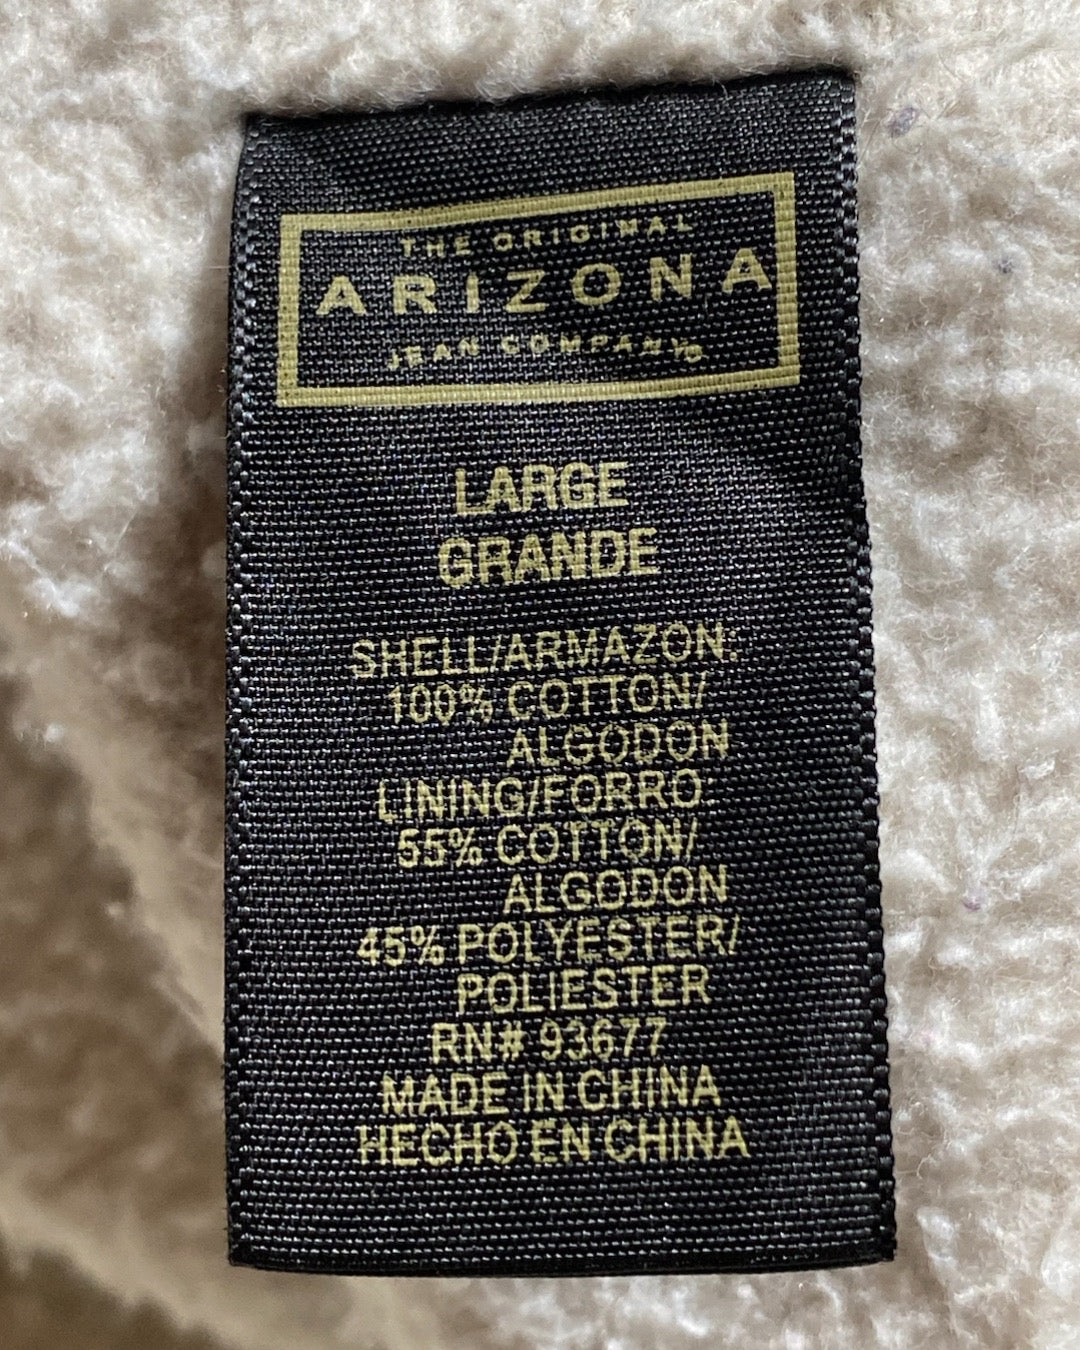 THE ORIGINAL
ARIZONA
JEAN COMPANY®
LARGE
GRANDE
SHELL/ARMAZON:
100% COTTON/
ALGODON
LINING/FORRO:
55% COTTON/
ALGODON
45% POLYESTER/
POLIESTER
RN# 93677
MADE IN CHINA
HECHO EN CHINA